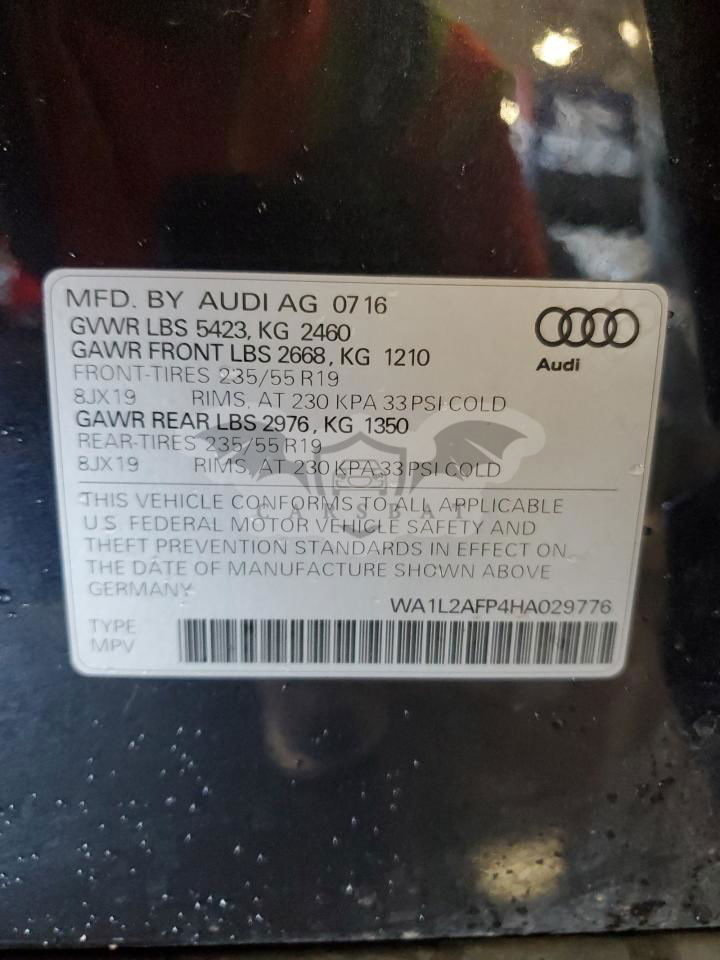 MFD. BY AUDI AG 0716
GVWR LBS 5423, KG 2460
GAWR FRONT LBS 2668, KG 1210
FRONT-TIRES 235/55 R19
8JX19 RIMS, AT 230 KPA 33 PSI COLD
GAWR REAR LBS 2976, KG 1350
REAR-TIRES 235/55 R19
8JX19 RIMS, AT 230 KPA 33 PSI COLD
Audi
CARSBAT
THIS VEHICLE CONFORMS TO ALL APPLICABLE
U.S. FEDERAL MOTOR VEHICLE SAFETY AND
THEFT PREVENTION STANDARDS IN EFFECT ON
THE DATE OF MANUFACTURE SHOWN ABOVE
GERMANY
WA1L2AFP4HA029776
TYPE
MPV